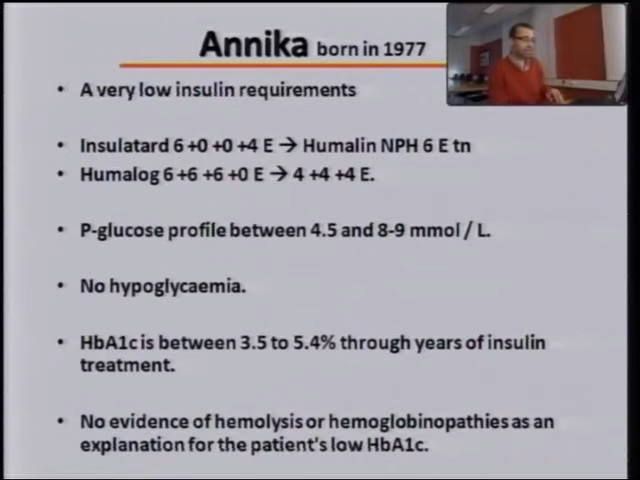 Annika born in 1977
• A very low insulin requirements
• Insulatard 6 +0 +0 +4 E → Humalin NPH 6 E tn
• Humalog 6 +6 +6 +0 E → 4 +4 +4 E.
• P-glucose profile between 4.5 and 8-9 mmol / L.
• No hypoglycaemia.
• HbA1c is between 3.5 to 5.4% through years of insulin
treatment.
• No evidence of hemolysis or hemoglobinopathies as an
explanation for the patient's low HbA1c.